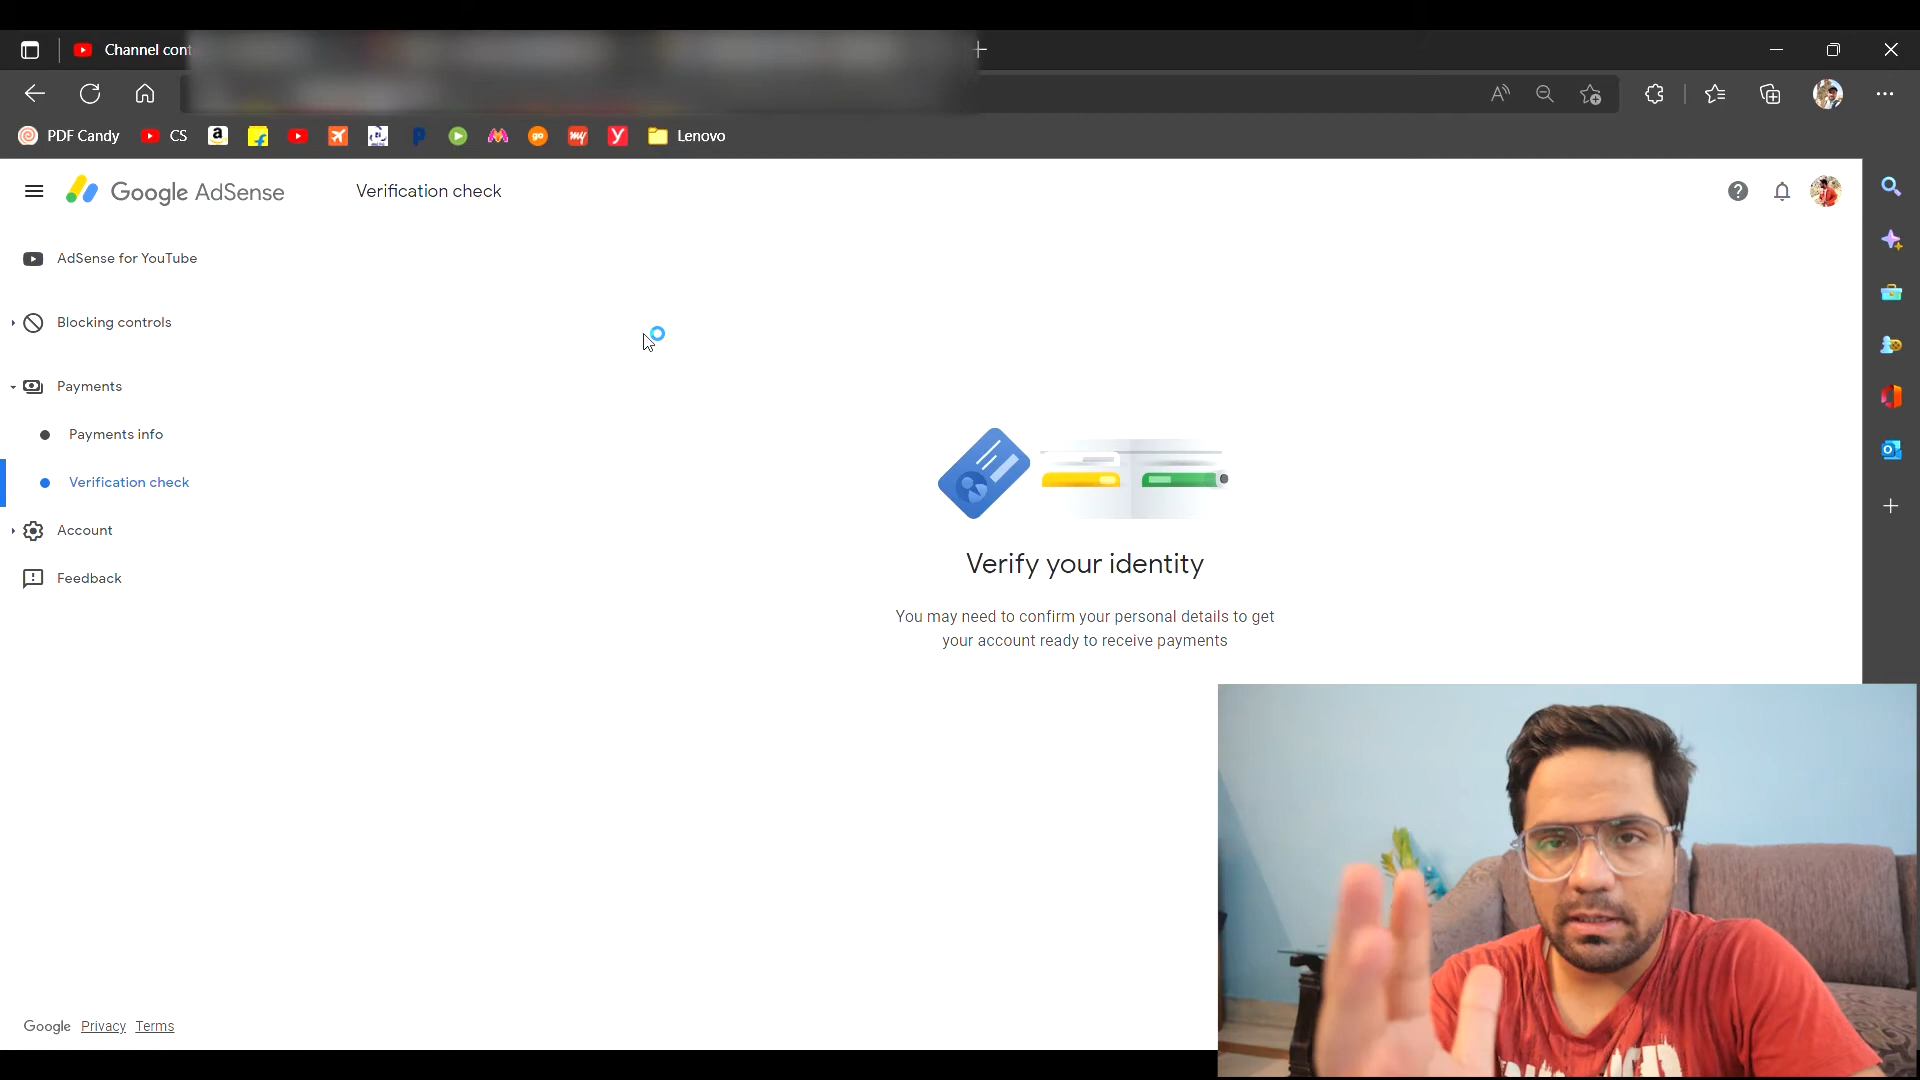 Channel cont
PDF Candy
CS
a
go
my
y
Lenovo
Google AdSense
Verification check
AdSense for YouTube
Blocking controls
Payments
Payments info
Verification check
Account
Feedback
Verify your identity
You may need to confirm your personal details to get
your account ready to receive payments
Google Privacy Terms